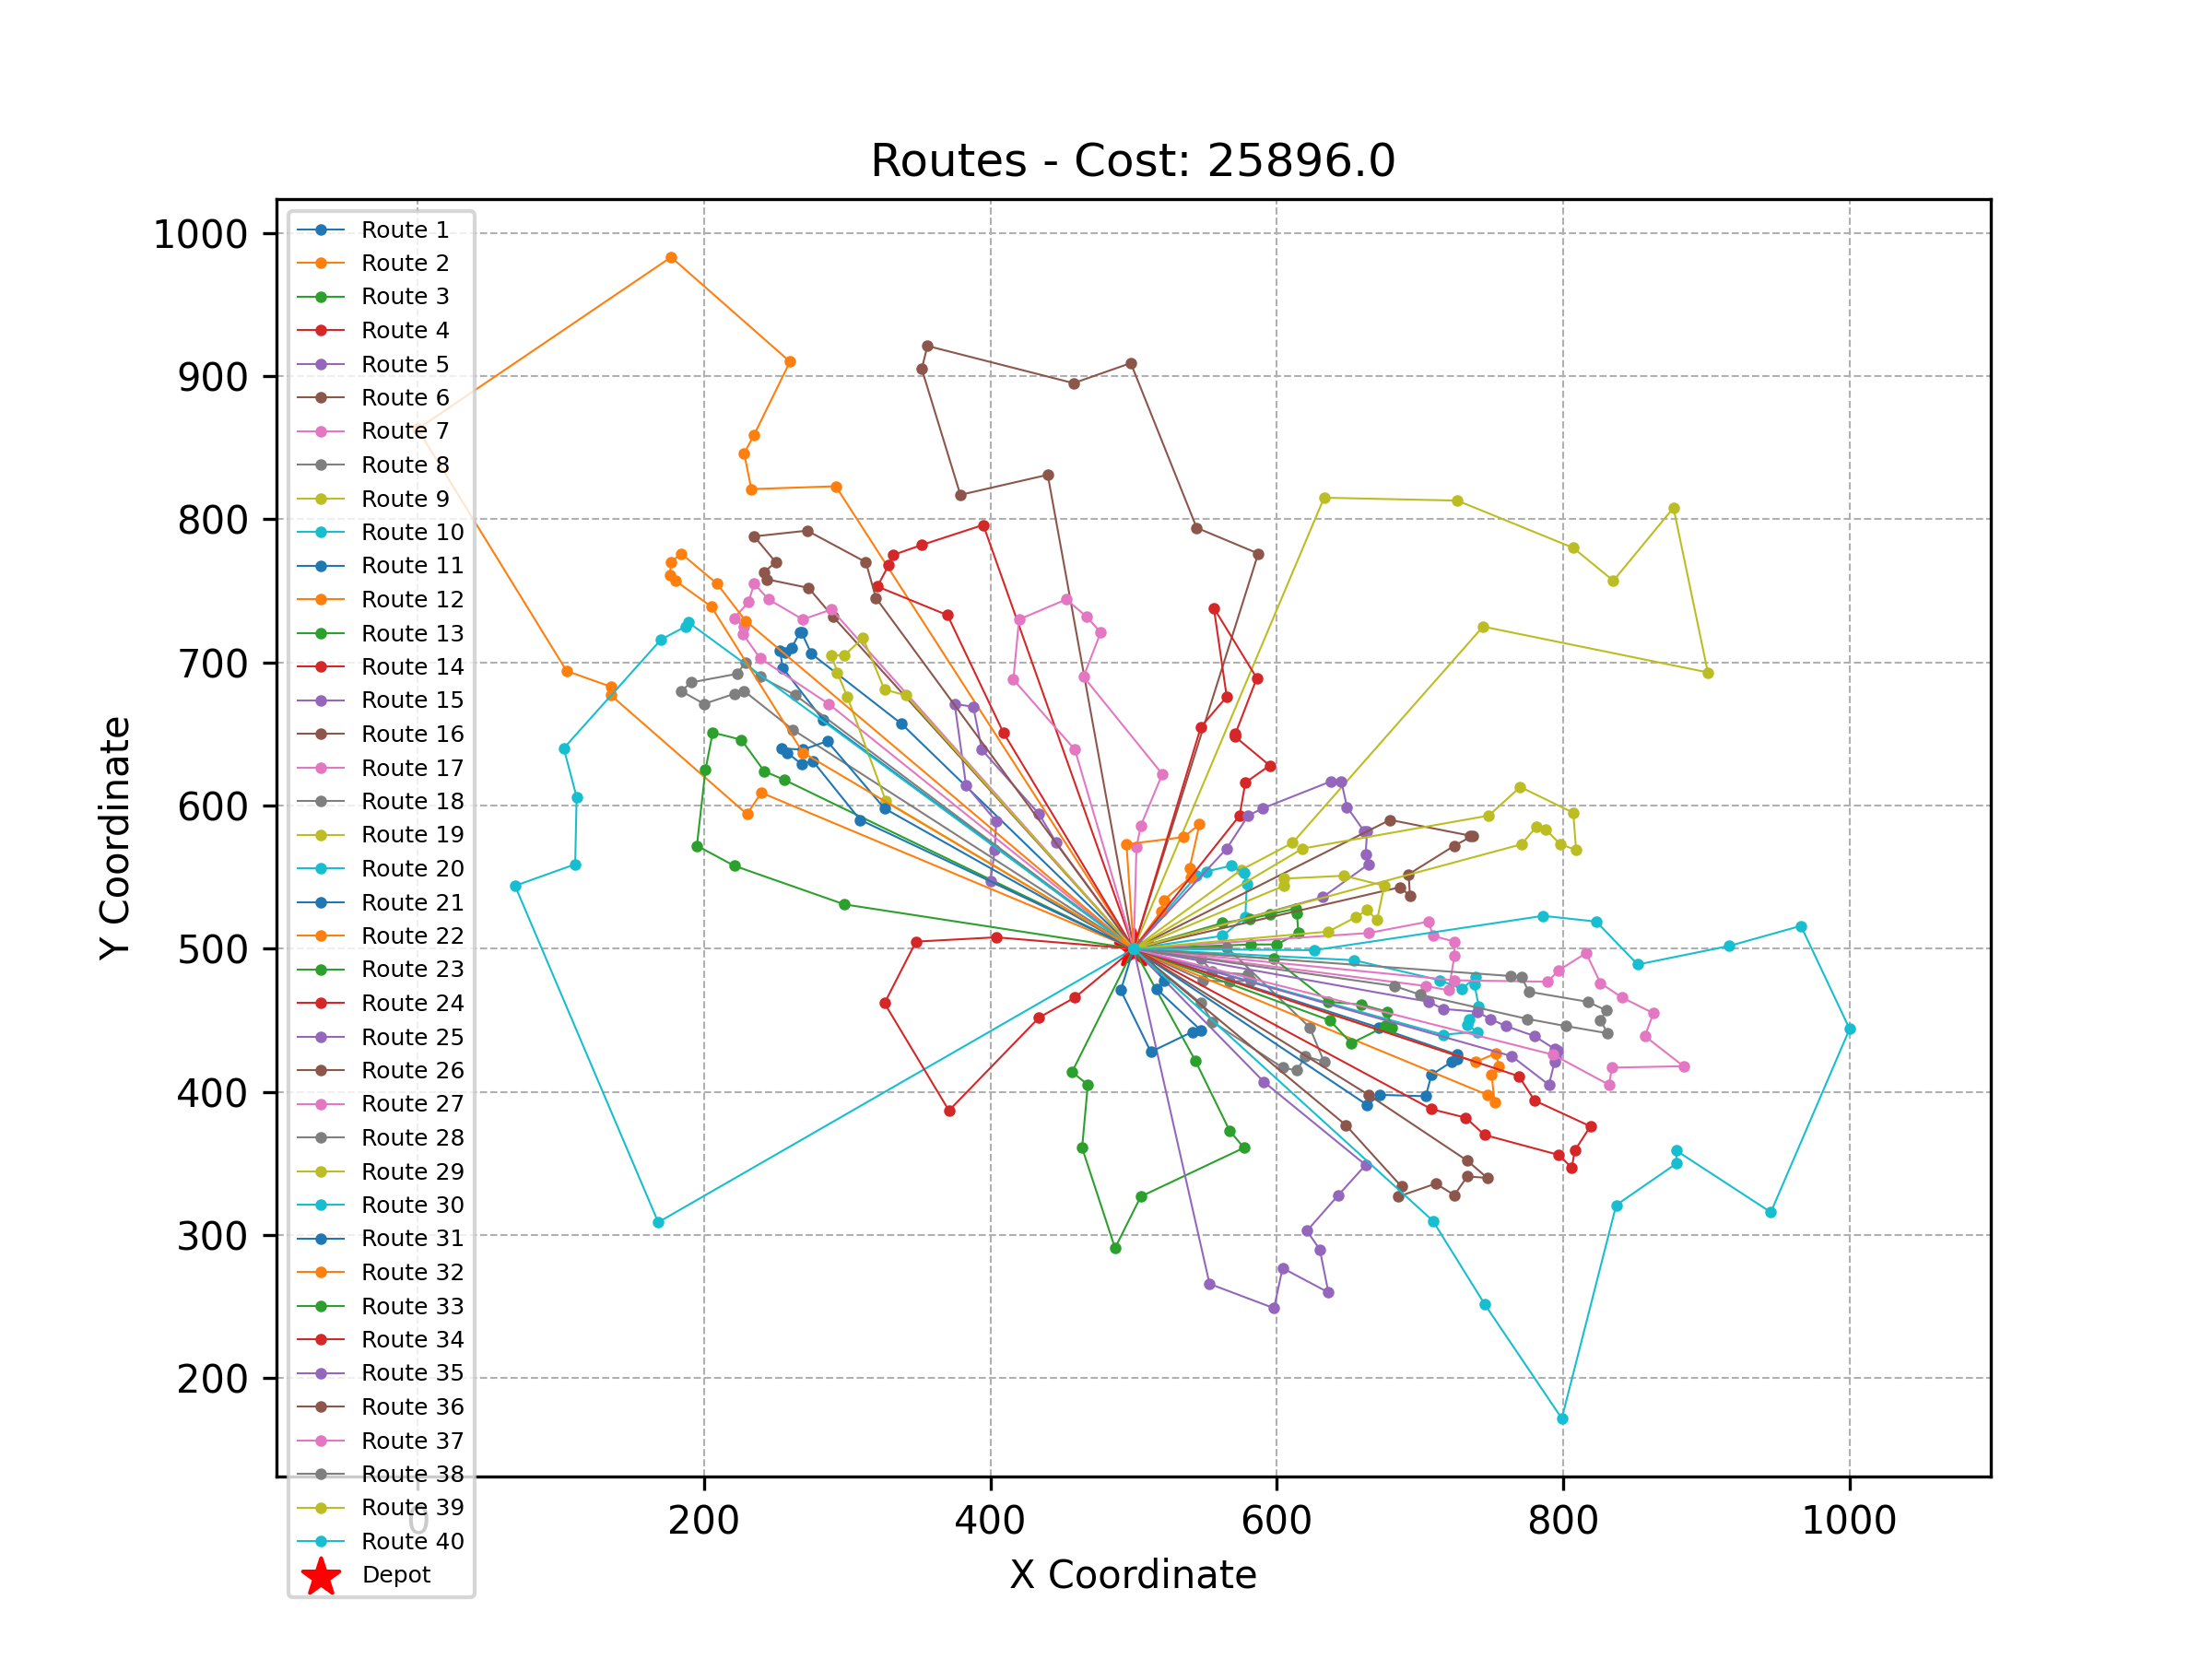 Routes - Cost: 25896.0
1000
900
800
700
600
500
400
300
200
Y Coordinate
Route 1
Route 2
Route 3
Route 4
Route 5
Route 6
Route 7
Route 8
Route 9
Route 10
Route 11
Route 12
Route 13
Route 14
Route 15
Route 16
Route 17
Route 18
Route 19
Route 20
Route 21
Route 22
Route 23
Route 24
Route 25
Route 26
Route 27
Route 28
Route 29
Route 30
Route 31
Route 32
Route 33
Route 34
Route 35
Route 36
Route 37
Route 38
Route 39
Route 40
Depot
0 200 400 600 800 1000
X Coordinate